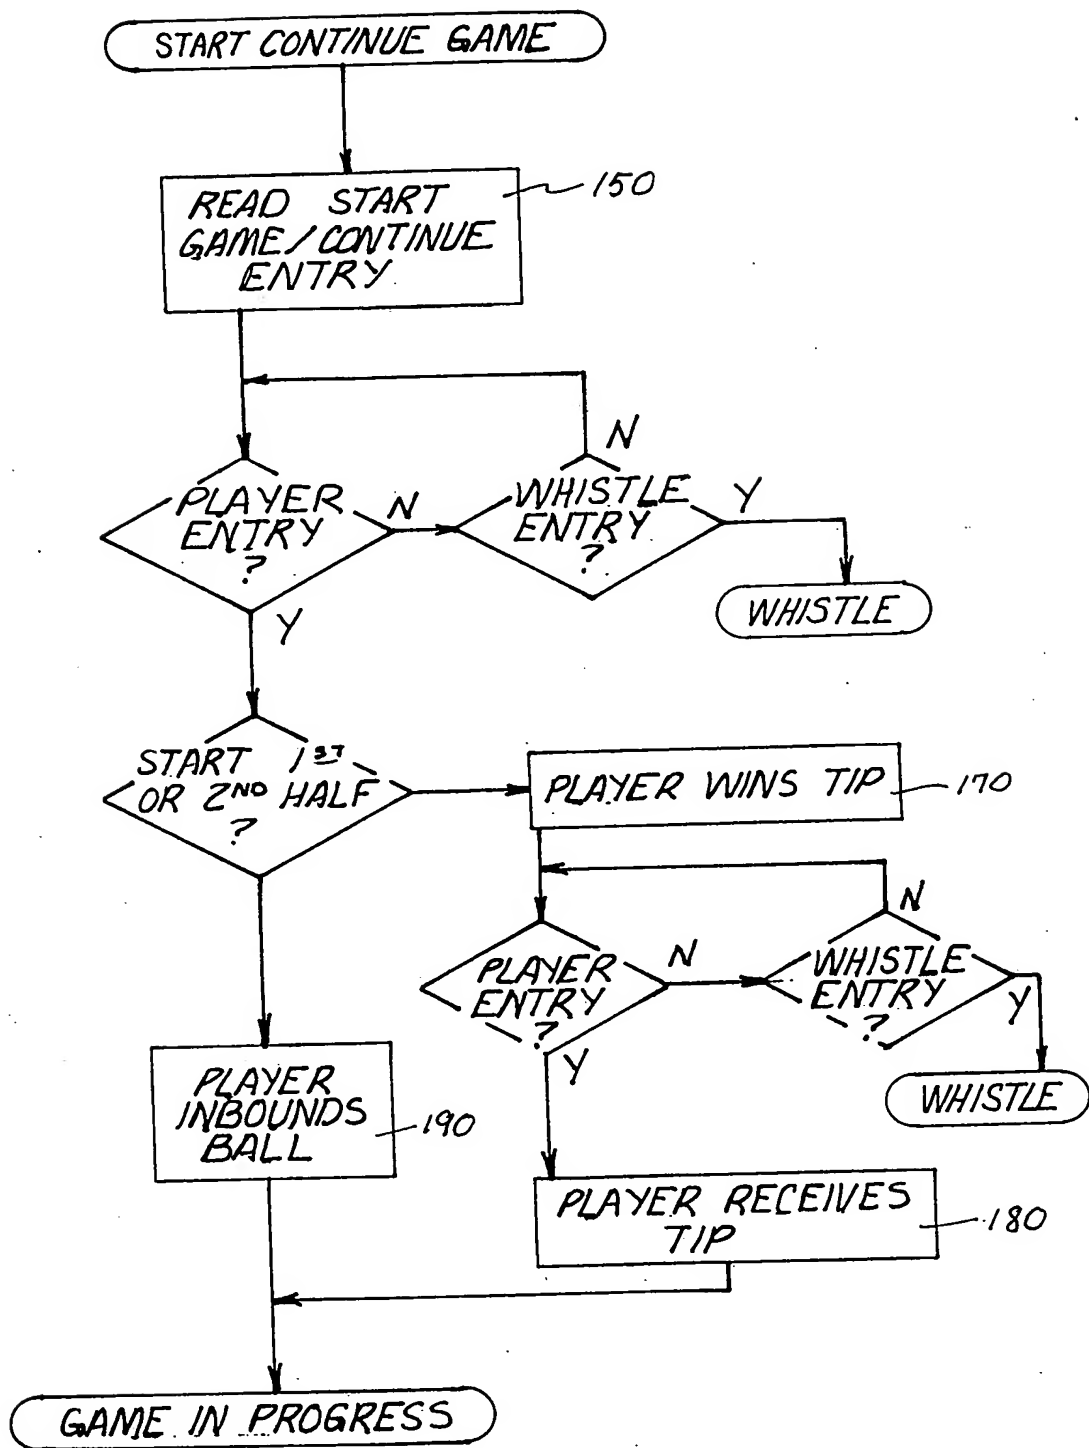 START CONTINUE GAME
READ START
GAME/CONTINUE
ENTRY
150
PLAYER
ENTRY
?
N
Y
WHISTLE
ENTRY
?
N
Y
WHISTLE
START 1ST
OR 2ND HALF
?
PLAYER WINS TIP
170
PLAYER
ENTRY
?
N
Y
WHISTLE
ENTRY
?
N
Y
WHISTLE
PLAYER
INBOUNDS
BALL
190
PLAYER RECEIVES
TIP
180
GAME IN PROGRESS